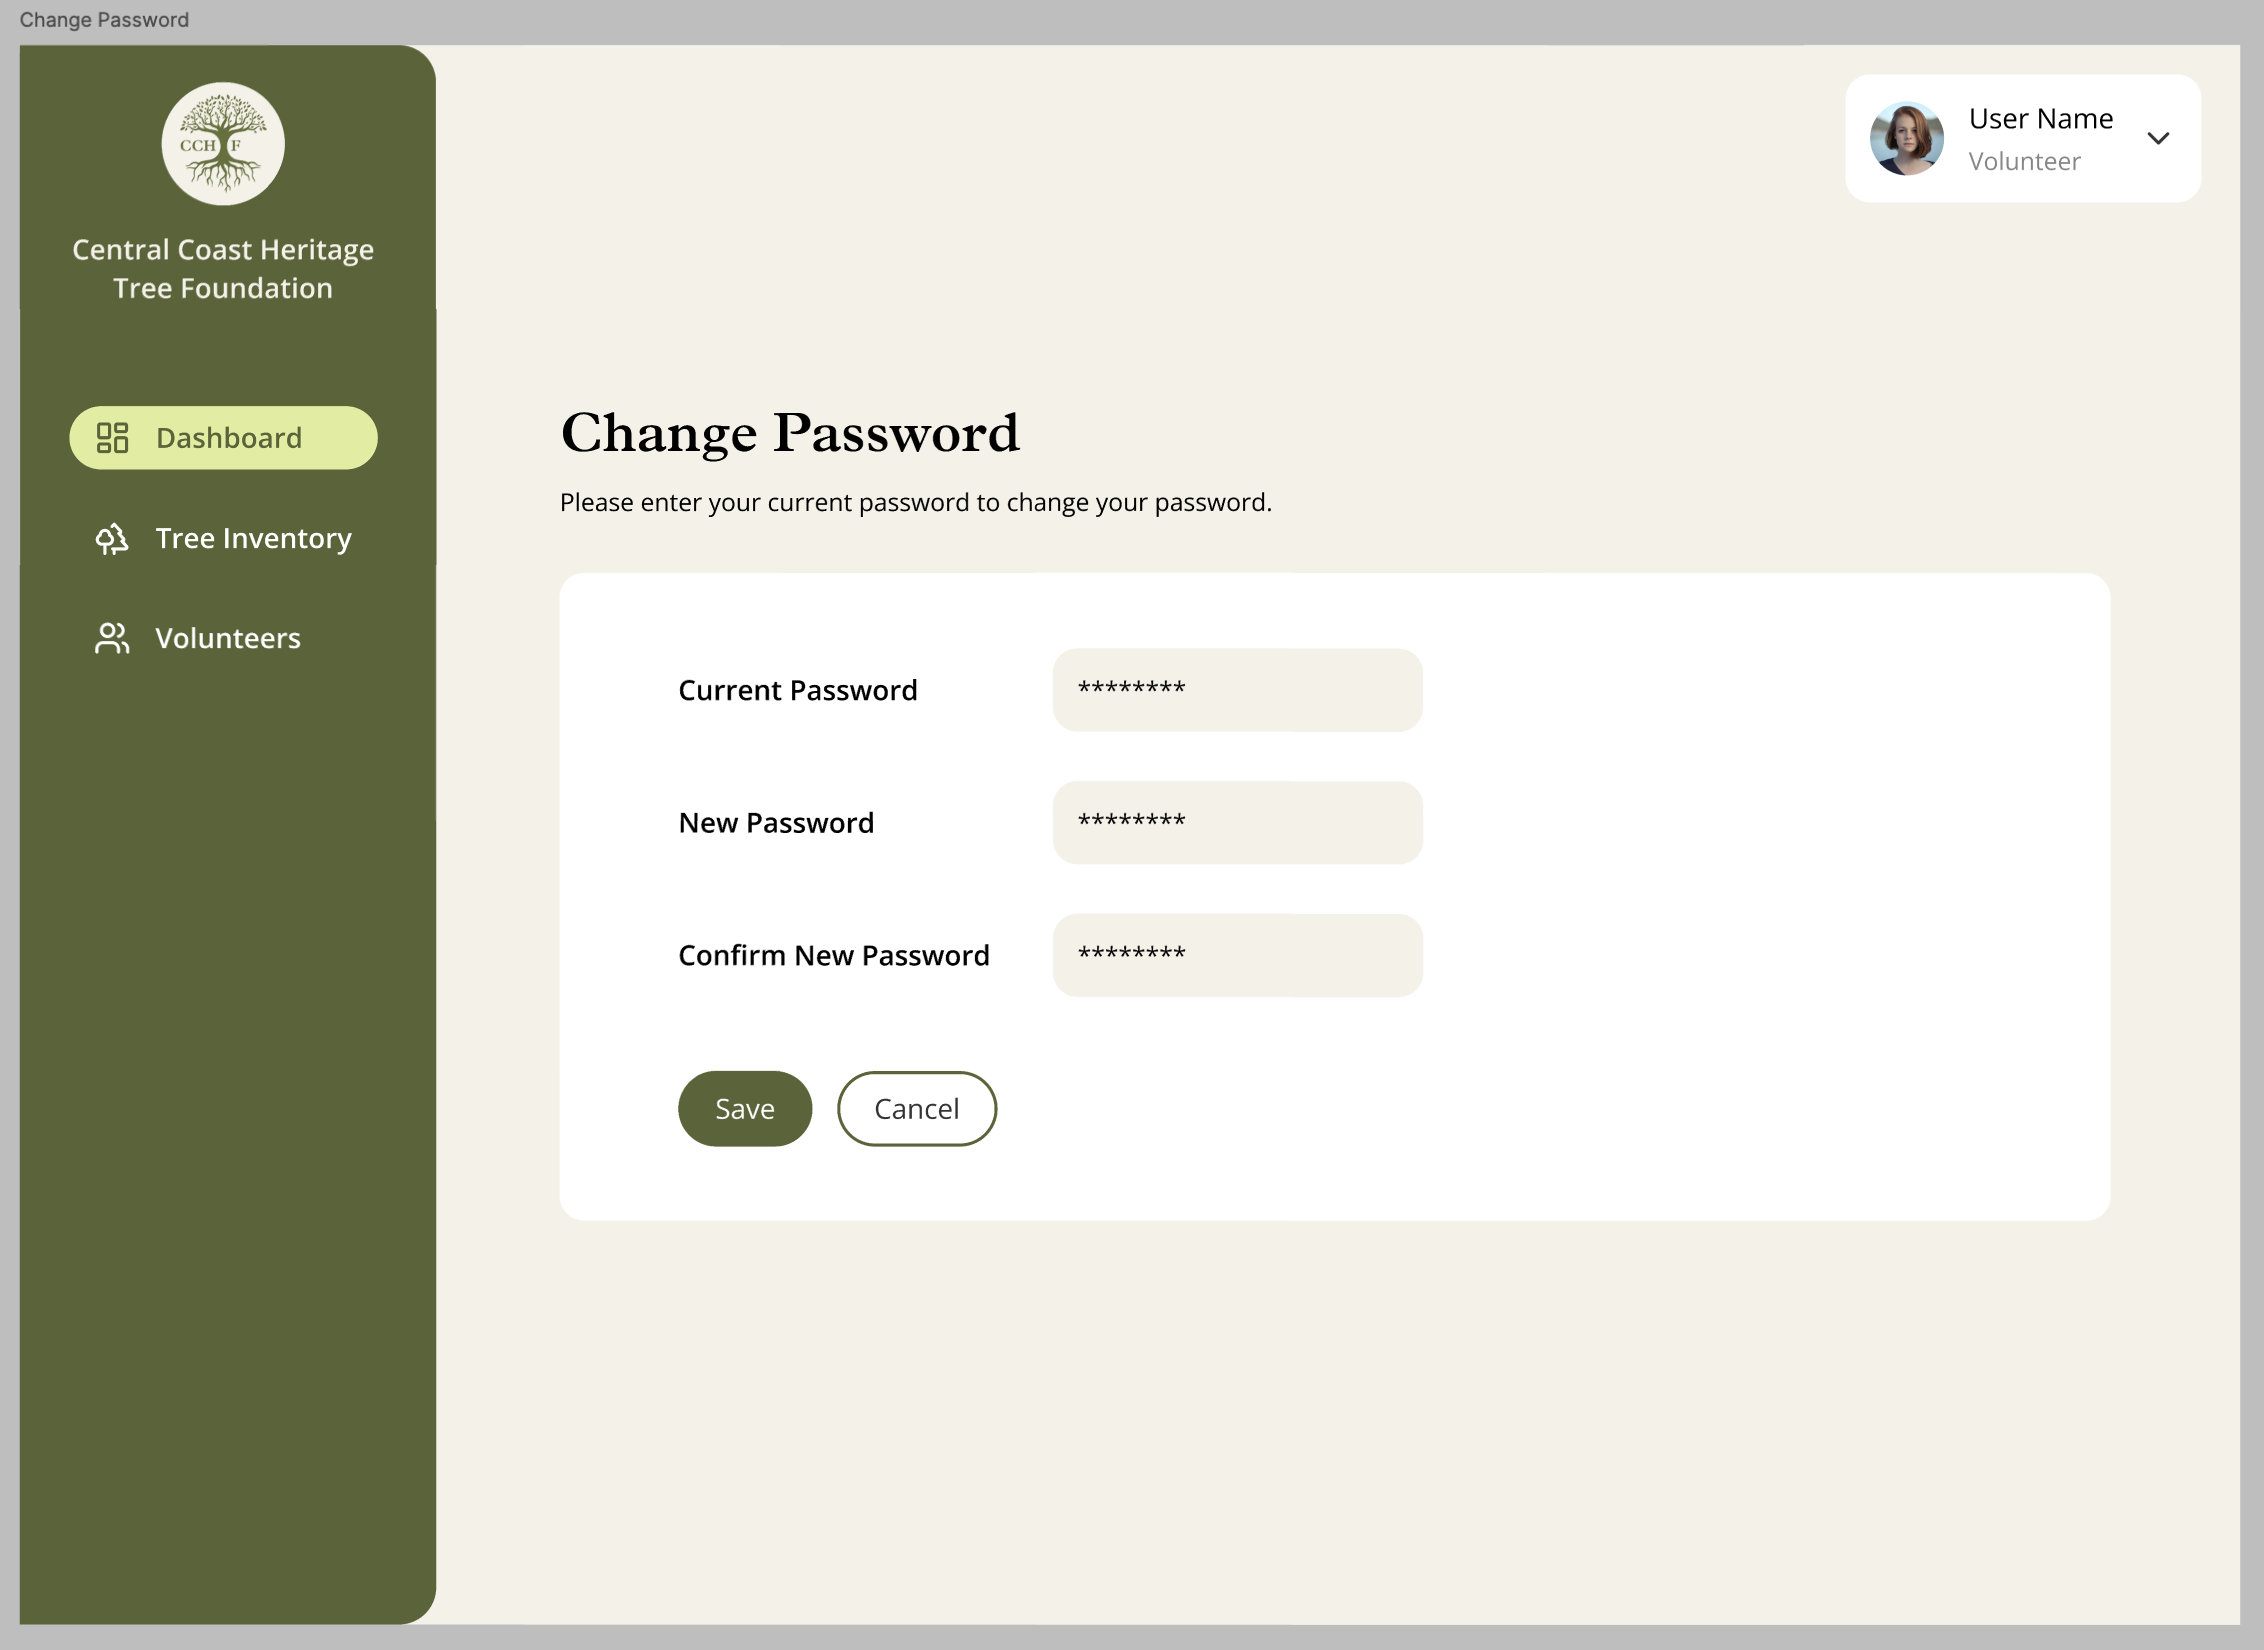 Change Password
CCH F
Central Coast Heritage
Tree Foundation
Dashboard
Tree Inventory
Volunteers
User Name
Volunteer
Change Password
Please enter your current password to change your password.
Current Password
********
New Password
********
Confirm New Password
********
Save
Cancel